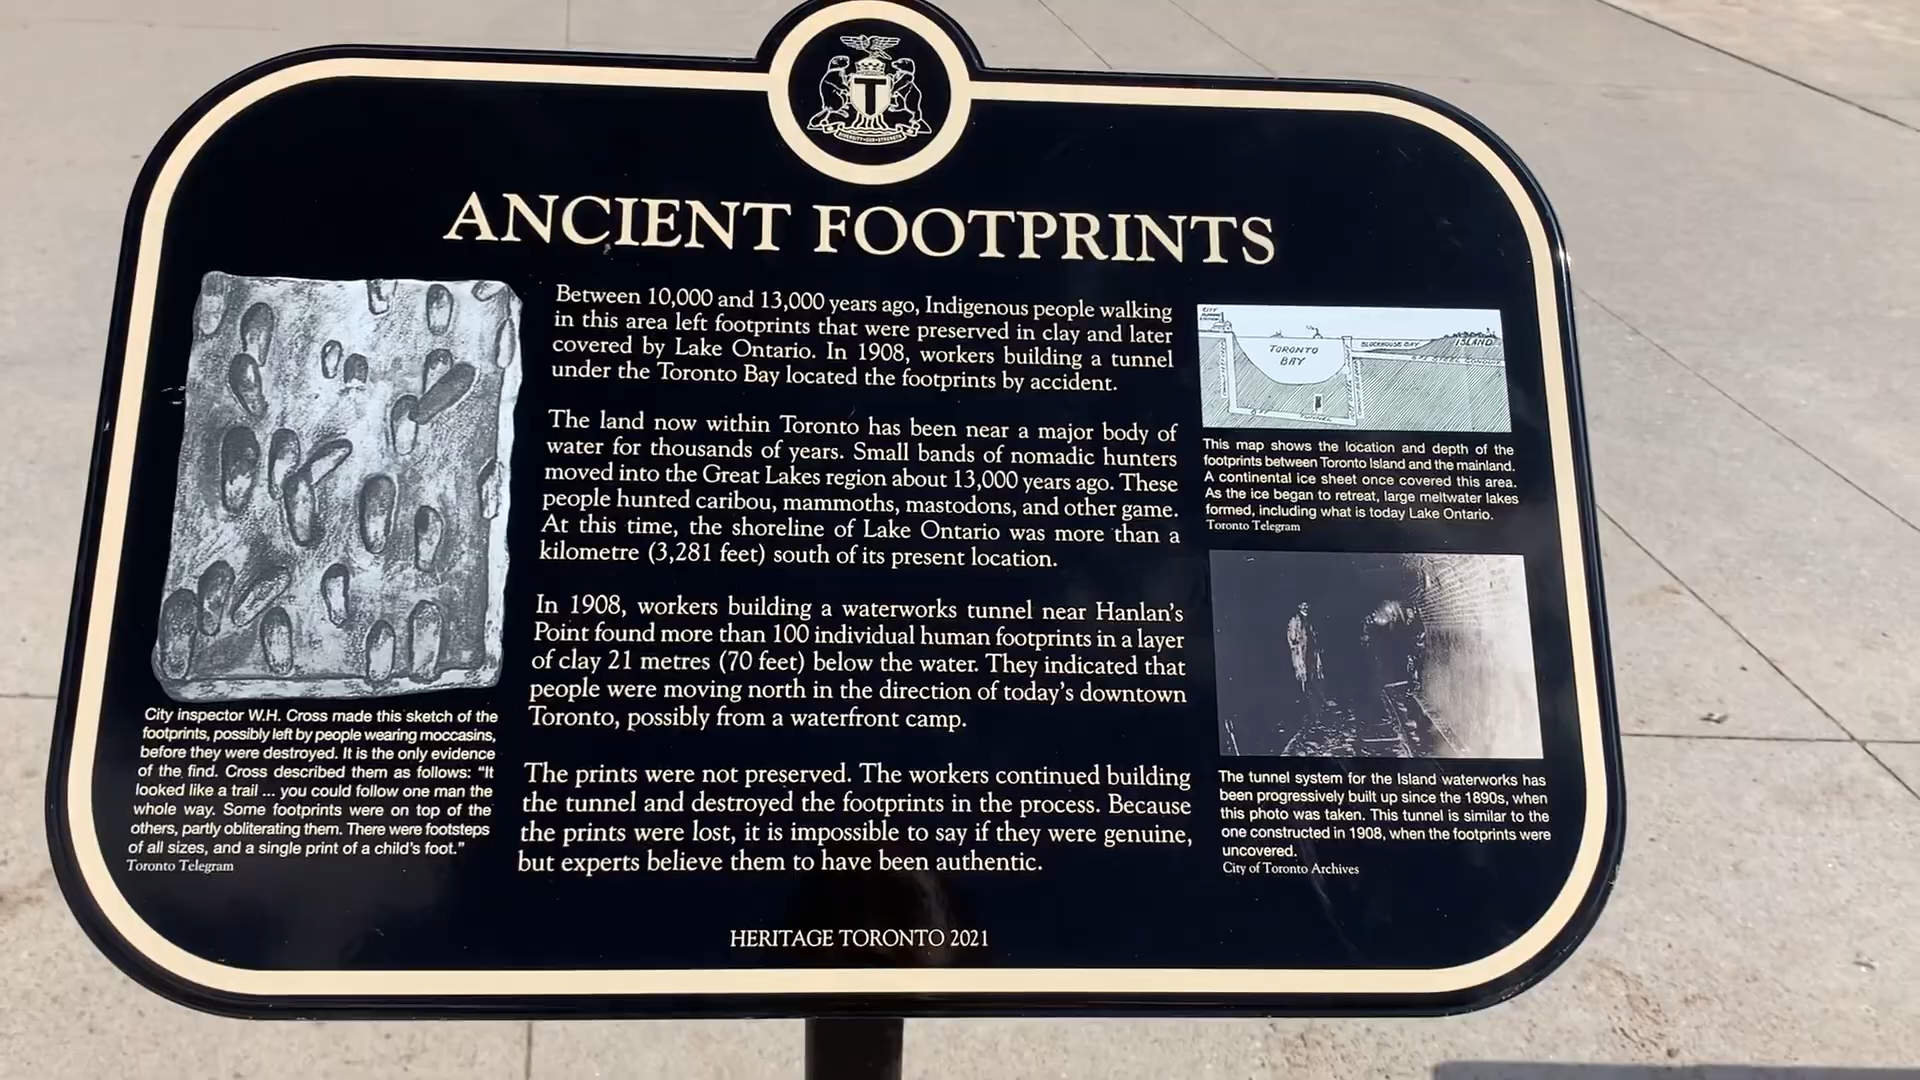 T
DIVERSITY • OUR • STRENGTH
ANCIENT FOOTPRINTS
City inspector W.H. Cross made this sketch of the
footprints, possibly left by people wearing moccasins,
before they were destroyed. It is the only evidence
of the find. Cross described them as follows: “It
looked like a trail ... you could follow one man the
whole way. Some footprints were on top of the
others, partly obliterating them. There were footsteps
of all sizes, and a single print of a child’s foot.”
Toronto Telegram
Between 10,000 and 13,000 years ago, Indigenous people walking
in this area left footprints that were preserved in clay and later
covered by Lake Ontario. In 1908, workers building a tunnel
under the Toronto Bay located the footprints by accident.
The land now within Toronto has been near a major body of
water for thousands of years. Small bands of nomadic hunters
moved into the Great Lakes region about 13,000 years ago. These
people hunted caribou, mammoths, mastodons, and other game.
At this time, the shoreline of Lake Ontario was more than a
kilometre (3,281 feet) south of its present location.
In 1908, workers building a waterworks tunnel near Hanlan’s
Point found more than 100 individual human footprints in a layer
of clay 21 metres (70 feet) below the water. They indicated that
people were moving north in the direction of today’s downtown
Toronto, possibly from a waterfront camp.
The prints were not preserved. The workers continued building
the tunnel and destroyed the footprints in the process. Because
the prints were lost, it is impossible to say if they were genuine,
but experts believe them to have been authentic.
CITY
TORONTO
BAY
BLOCKHOUSE BAY
ISLAND
This map shows the location and depth of the
footprints between Toronto Island and the mainland.
A continental ice sheet once covered this area.
As the ice began to retreat, large meltwater lakes
formed, including what is today Lake Ontario.
Toronto Telegram
The tunnel system for the Island waterworks has
been progressively built up since the 1890s, when
this photo was taken. This tunnel is similar to the
one constructed in 1908, when the footprints were
uncovered.
City of Toronto Archives
HERITAGE TORONTO 2021